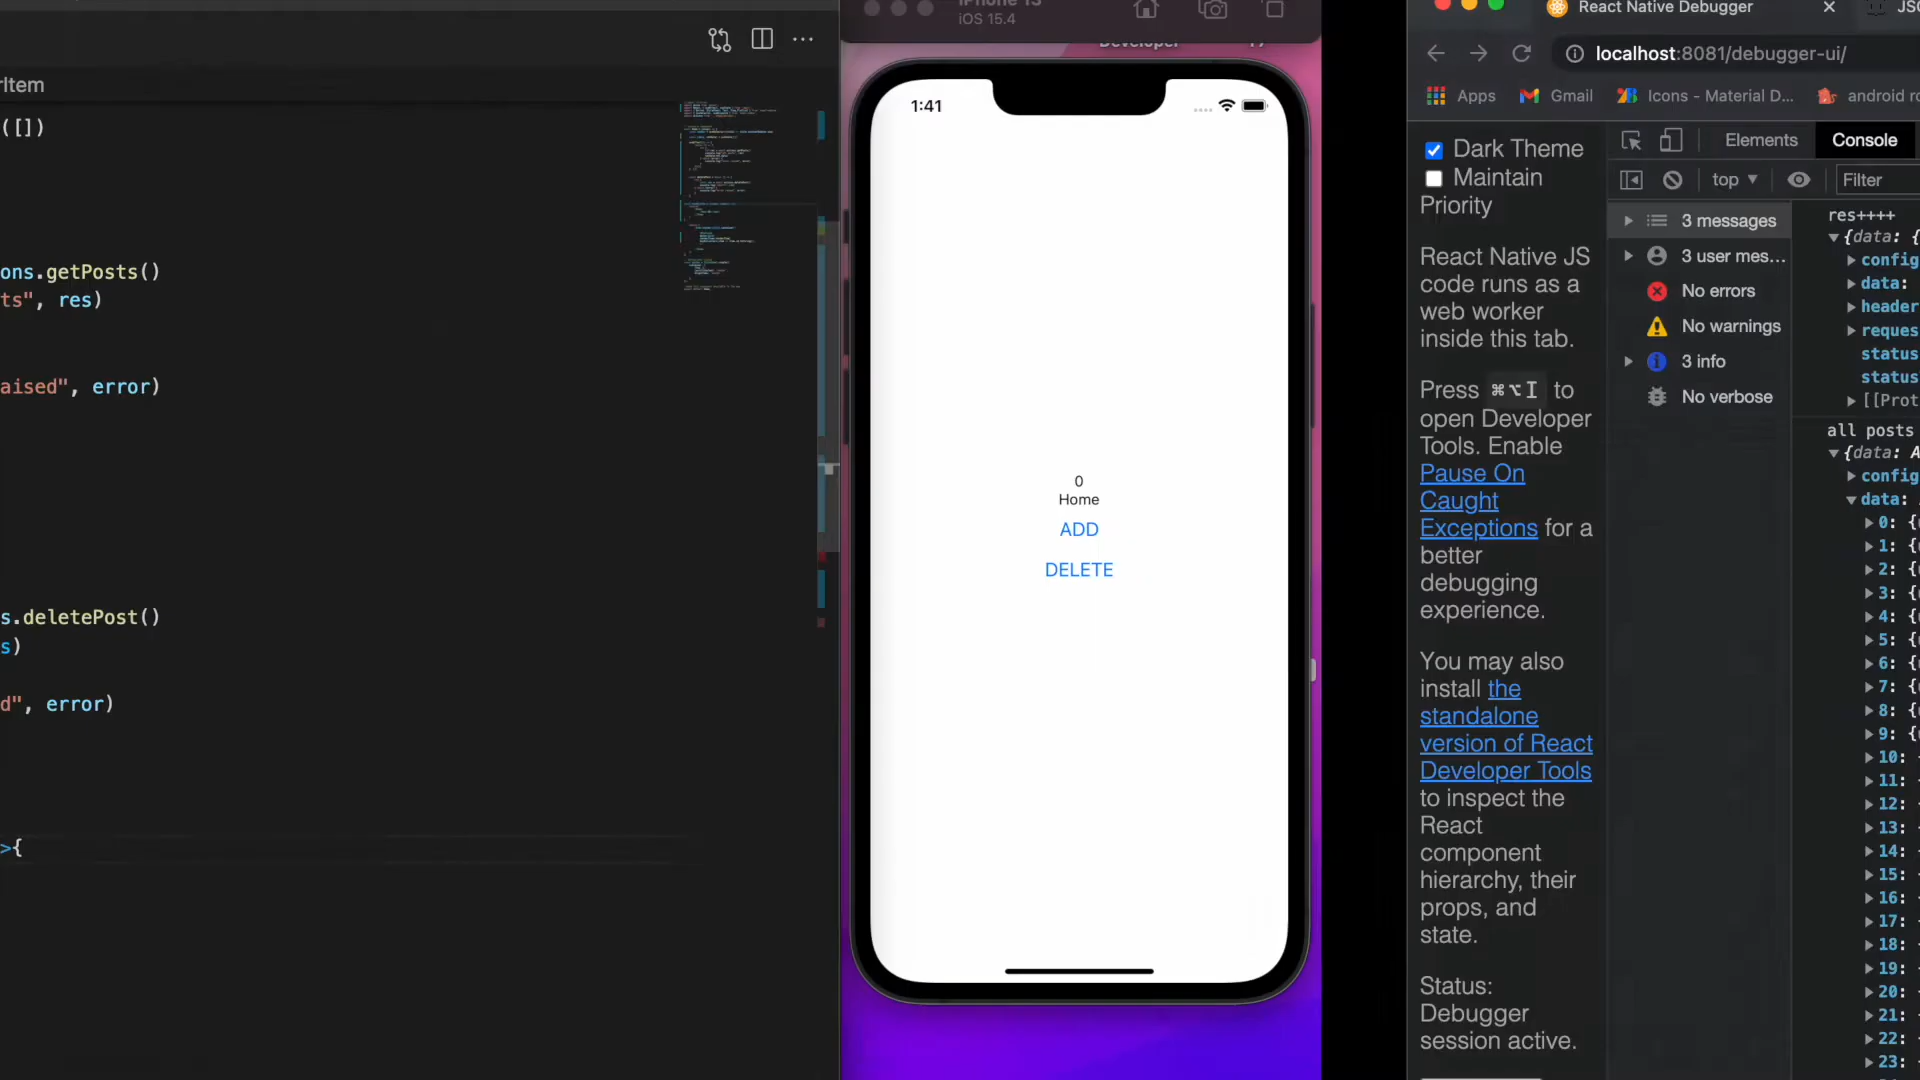 rItem
([])
ons.getPosts()
ts", res)
aised", error)
s.deletePost()
s)
d", error)
>{
iPhone 13
iOS 15.4
Developer
1:41
0
Home
ADD
DELETE
React Native Debugger
localhost:8081/debugger-ui/
Apps
Gmail
Icons - Material D...
android ro
Dark Theme
Maintain
Priority
React Native JS
code runs as a
web worker
inside this tab.
Press ⌘⌥I to
open Developer
Tools. Enable
Pause On
Caught
Exceptions for a
better
debugging
experience.
You may also
install the
standalone
version of React
Developer Tools
to inspect the
React
component
hierarchy, their
props, and
state.
Status:
Debugger
session active.
Elements
Console
top
Filter
3 messages
3 user mes...
No errors
No warnings
3 info
No verbose
res++++
{data: {
config
data:
header
reques
status
status
[[Prot
all posts
{data: A
config
data:
0: {
1: {
2: {
3: {
4: {
5: {
6: {
7: {
8: {
9: {
10:
11:
12:
13:
14:
15:
16:
17:
18:
19:
20:
21:
22:
23: